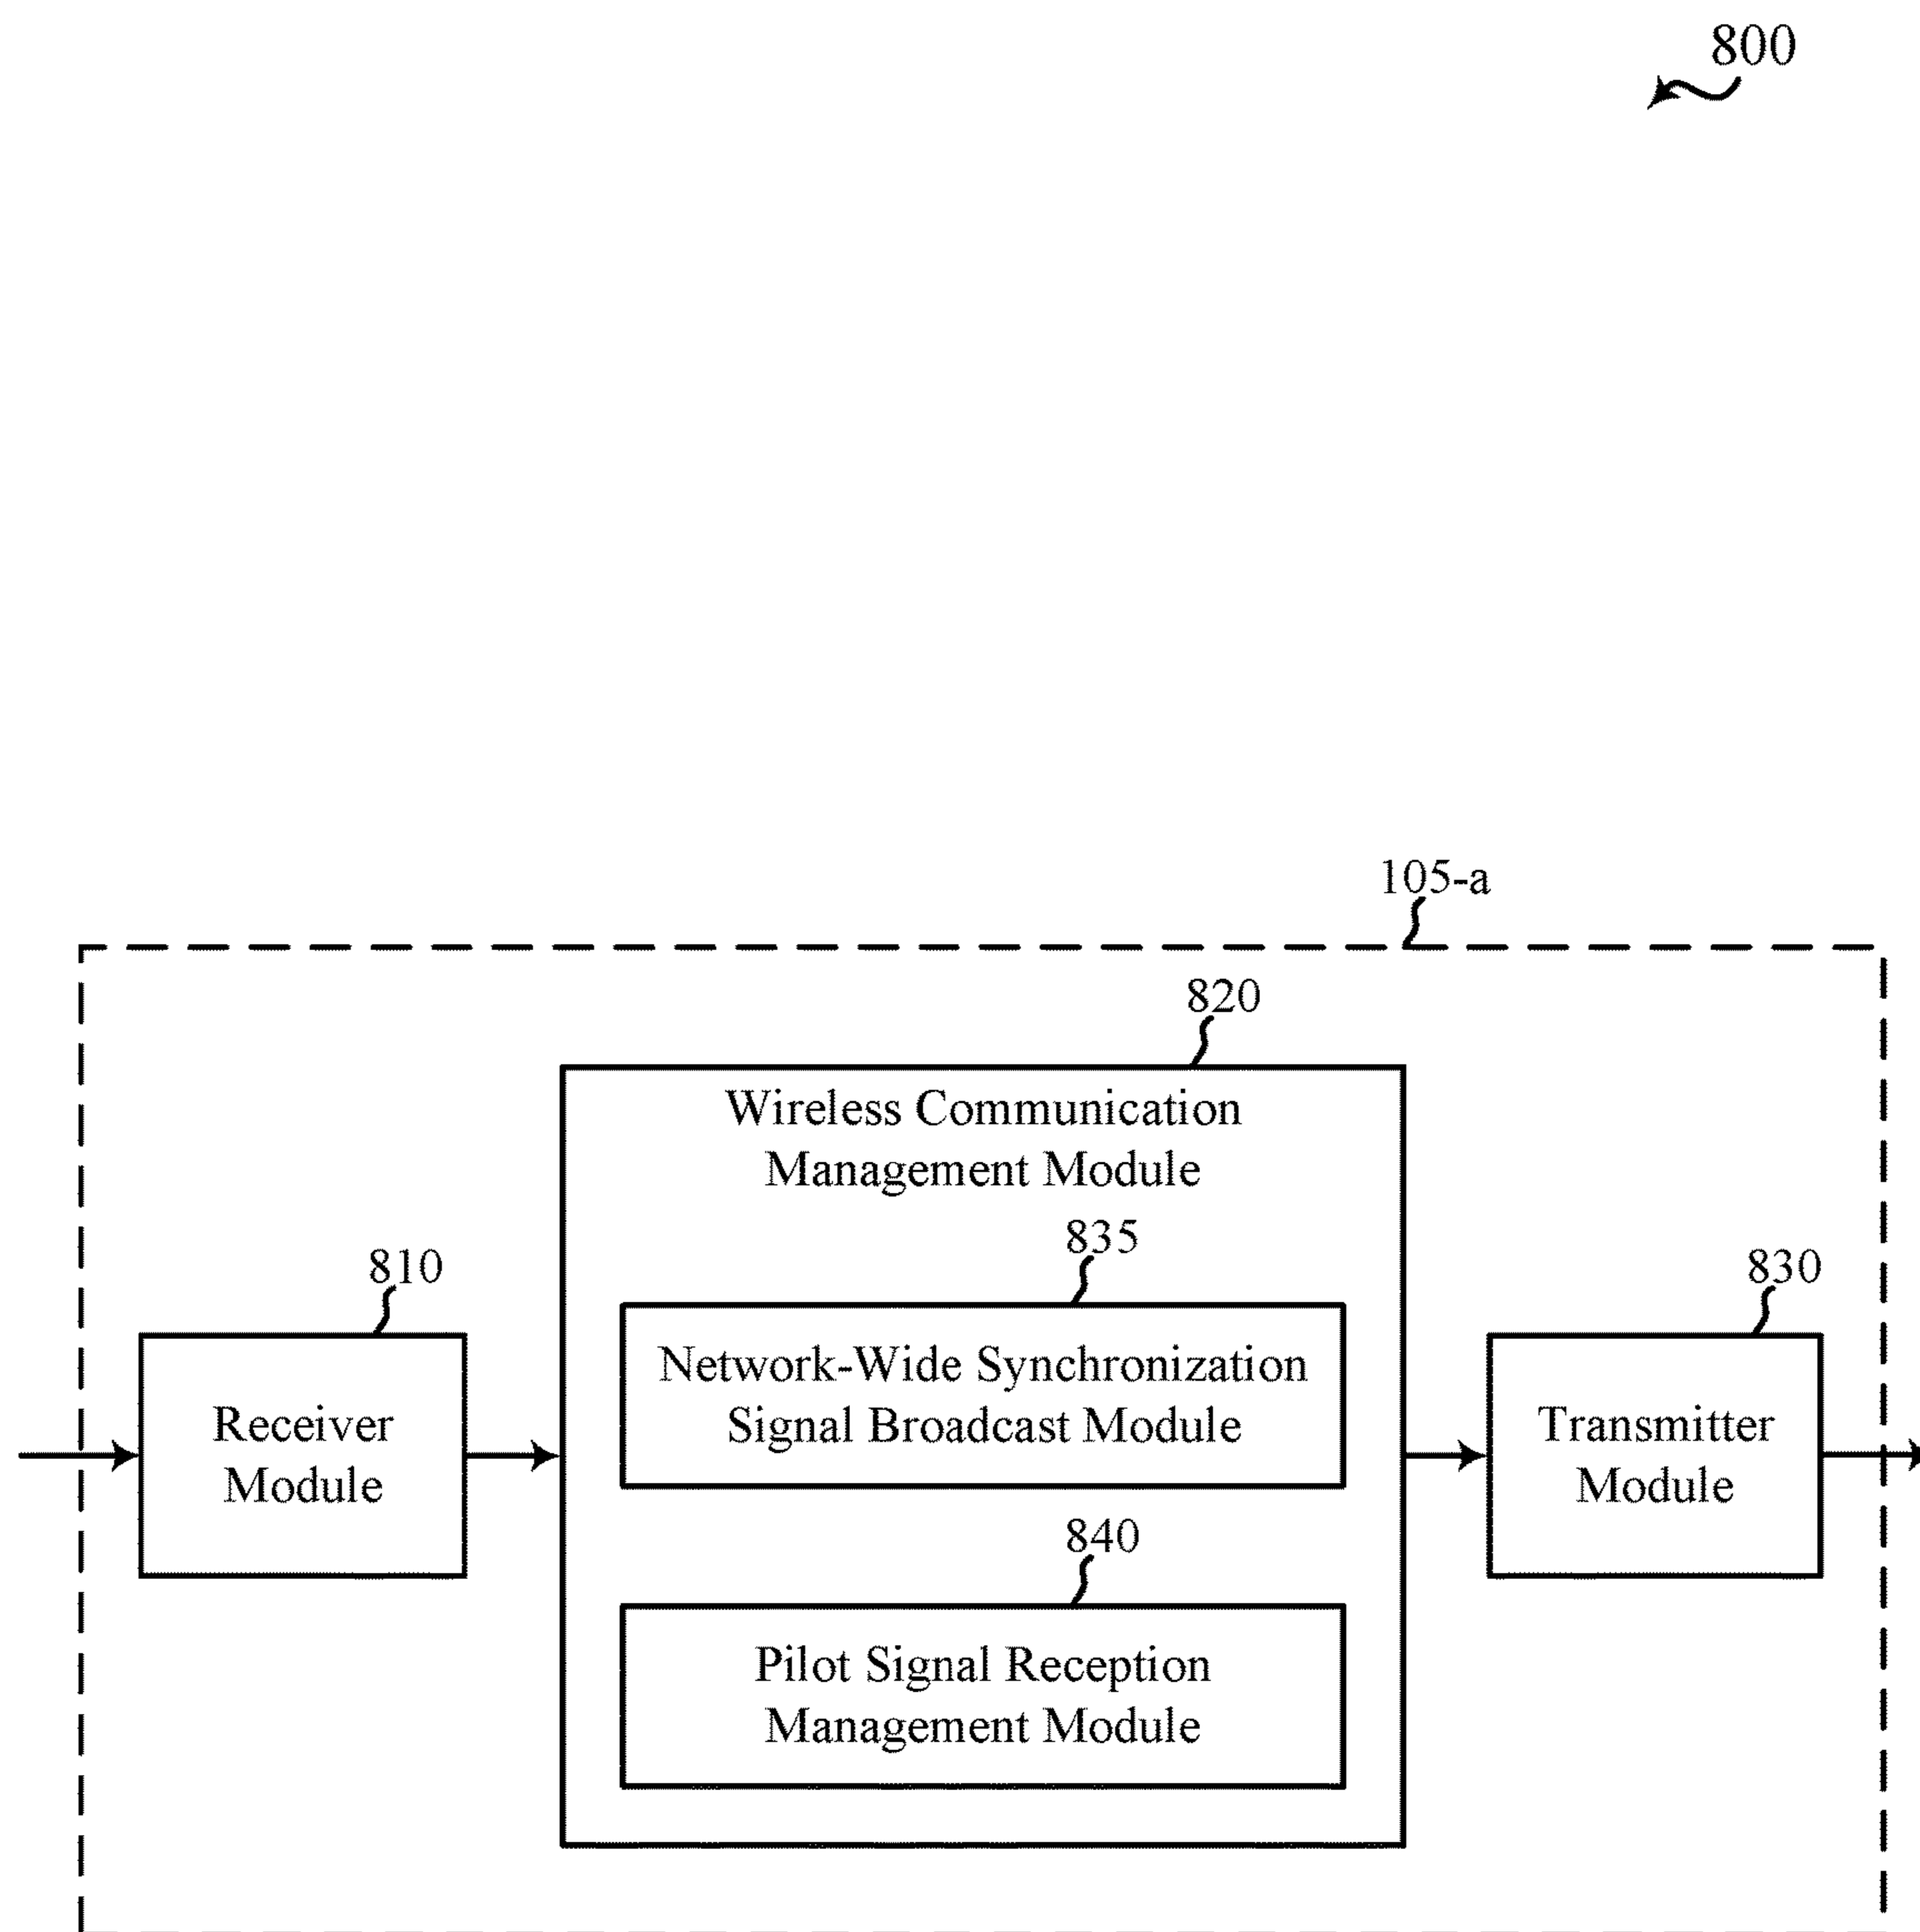 800
105-a
820
Wireless Communication
Management Module
835
810
830
Network-Wide Synchronization
Signal Broadcast Module
Receiver
Module
Transmitter
Module
840
Pilot Signal Reception
Management Module